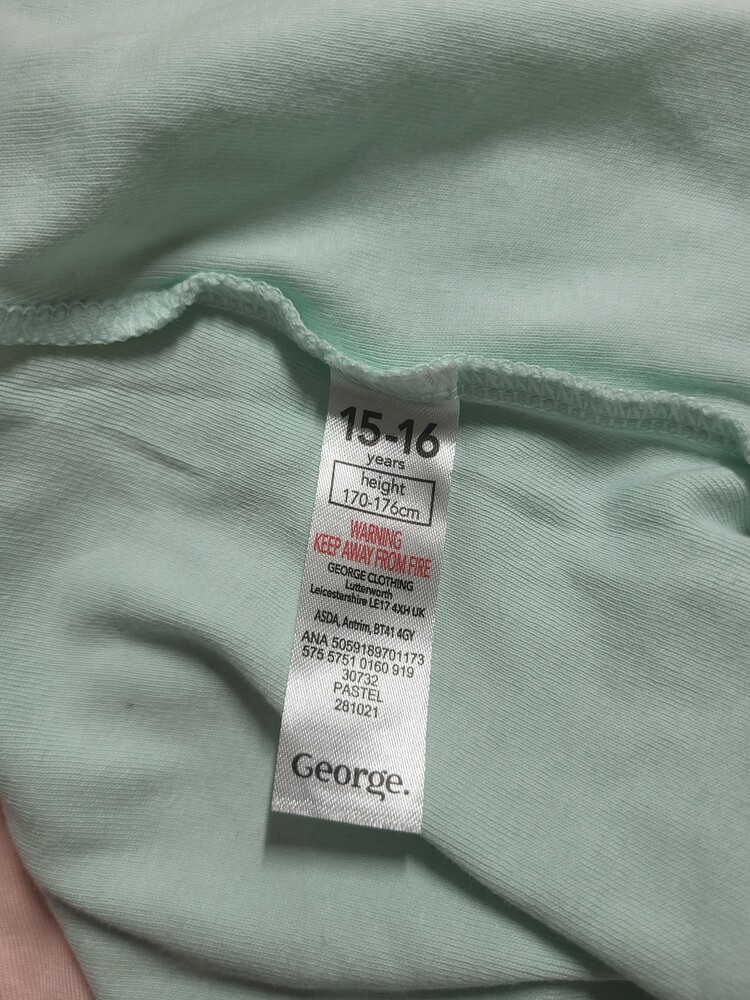 15-16
years
height
170-176cm
WARNING
KEEP AWAY FROM FIRE
GEORGE CLOTHING
Lutterworth
Leicestershire LE17 4XH UK
ASDA, Antrim, BT41 4GY
ANA 5059189701173
575 5751 0160 919
30732
PASTEL
281021
George.